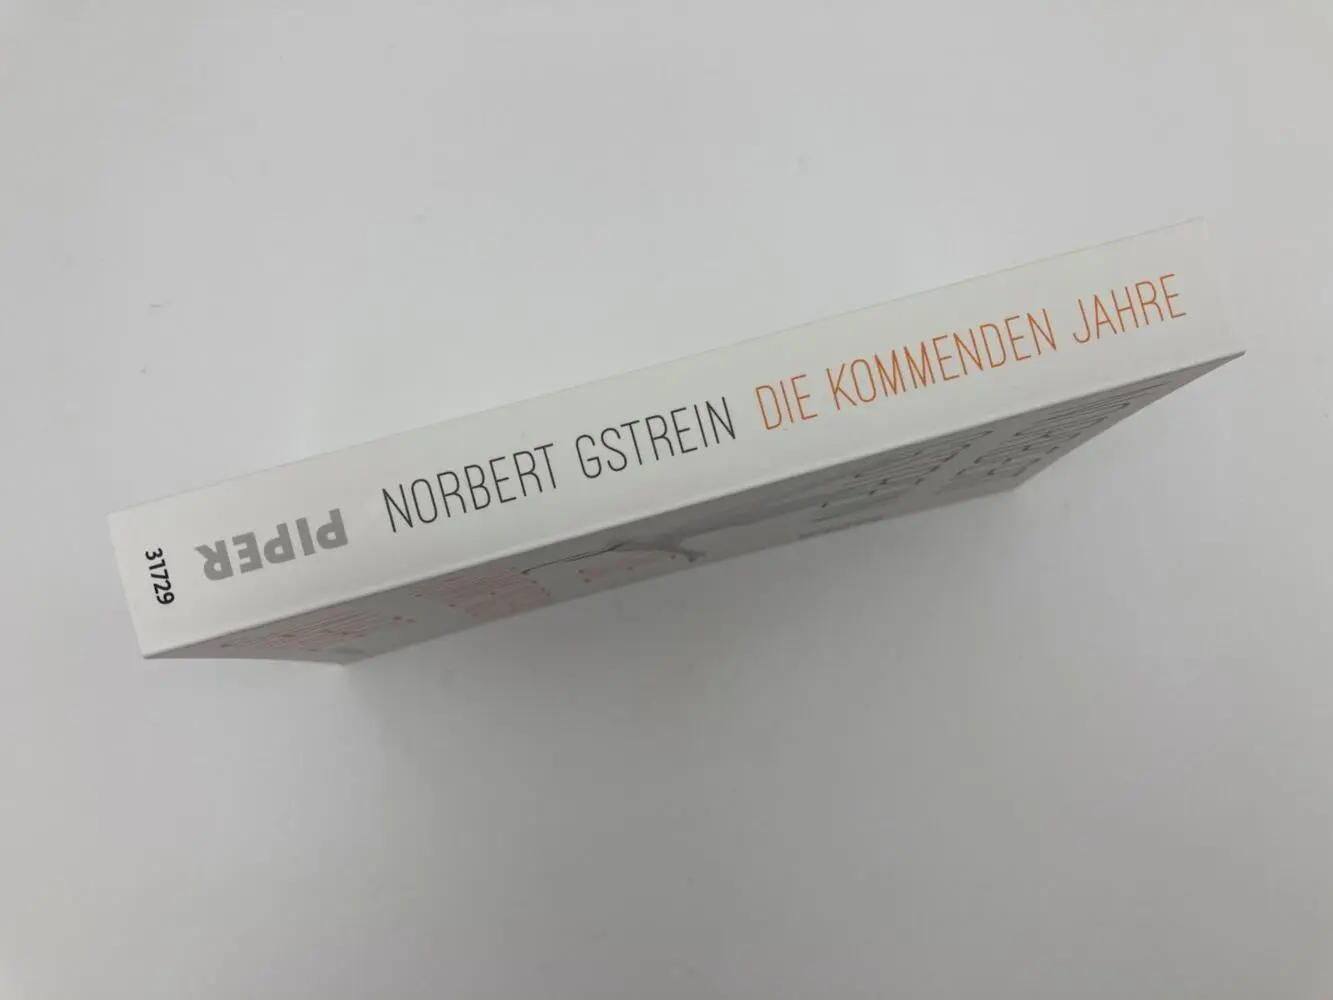 31729
PIPER
NORBERT GSTREIN DIE KOMMENDEN JAHRE